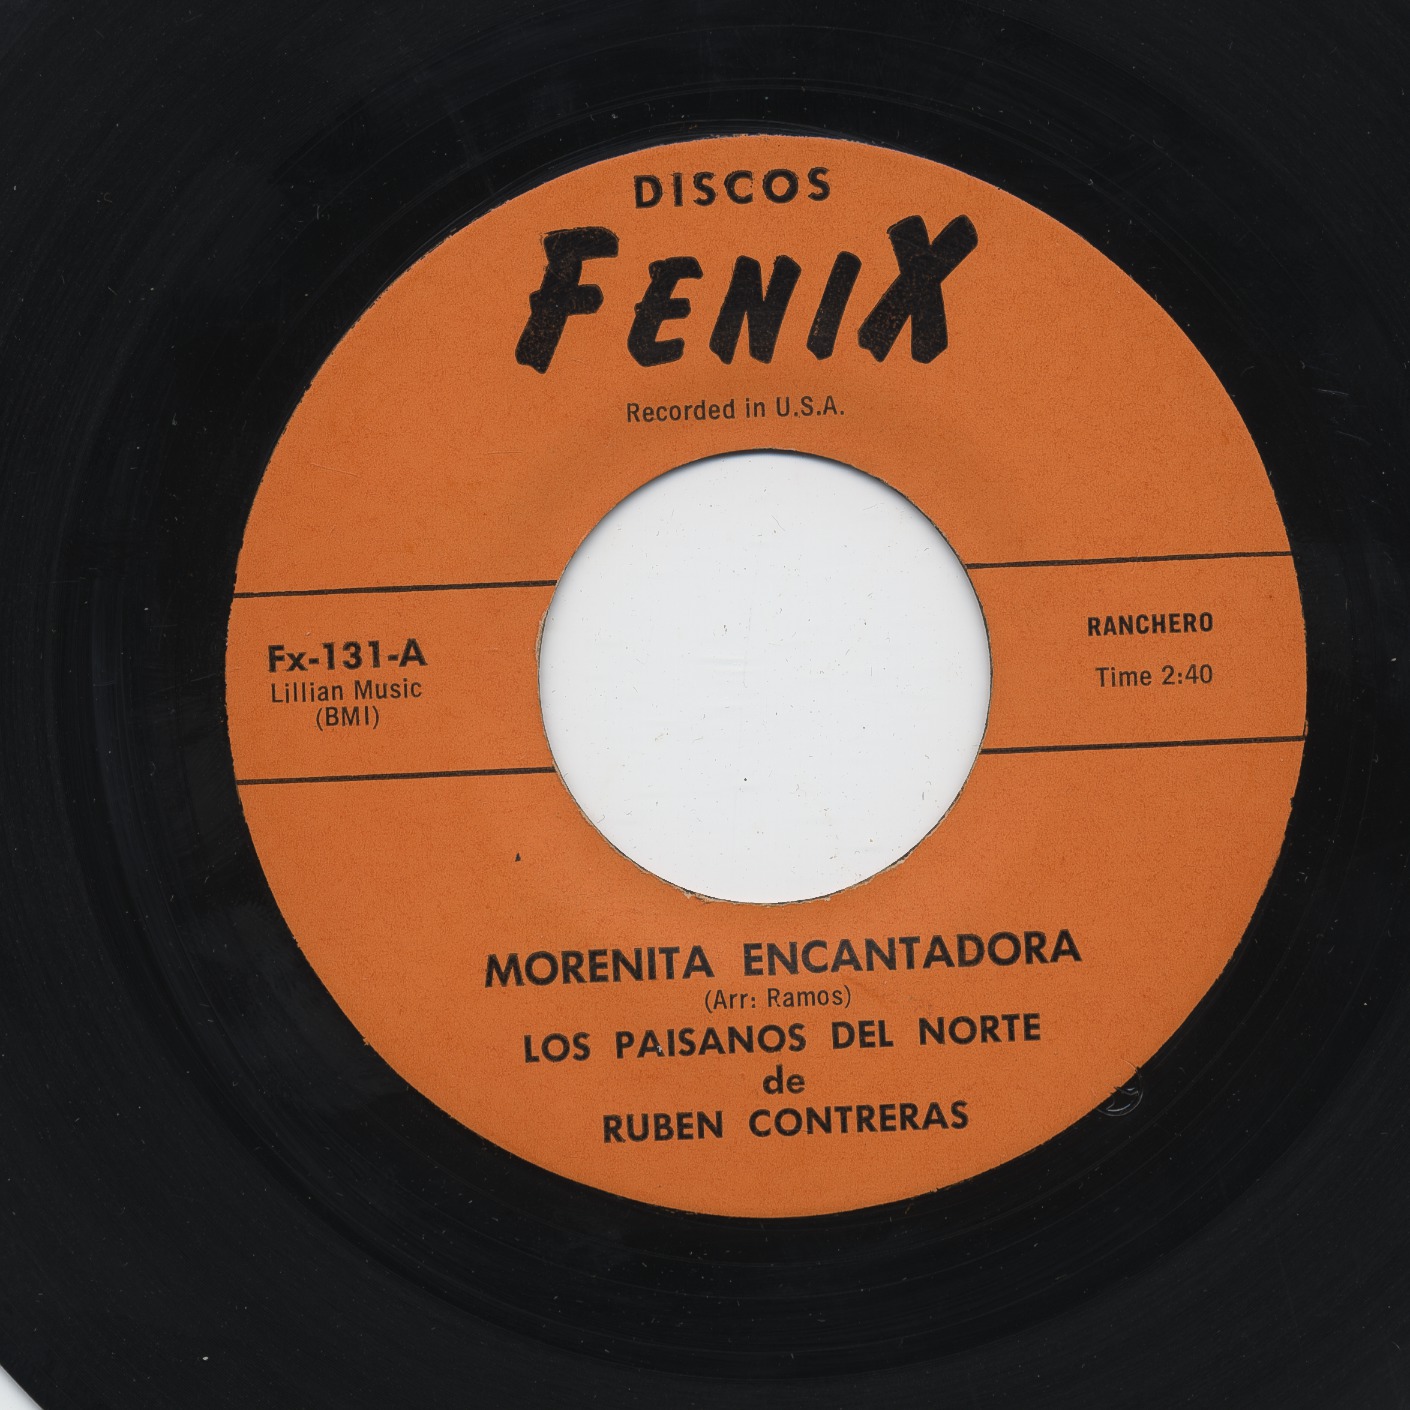 DISCOS
FENIX
Recorded in U.S.A.
Fx-131-A
Lillian Music
(BMI)
RANCHERO
Time 2:40
MORENITA ENCANTADORA
(Arr: Ramos)
LOS PAISANOS DEL NORTE
de
RUBEN CONTRERAS